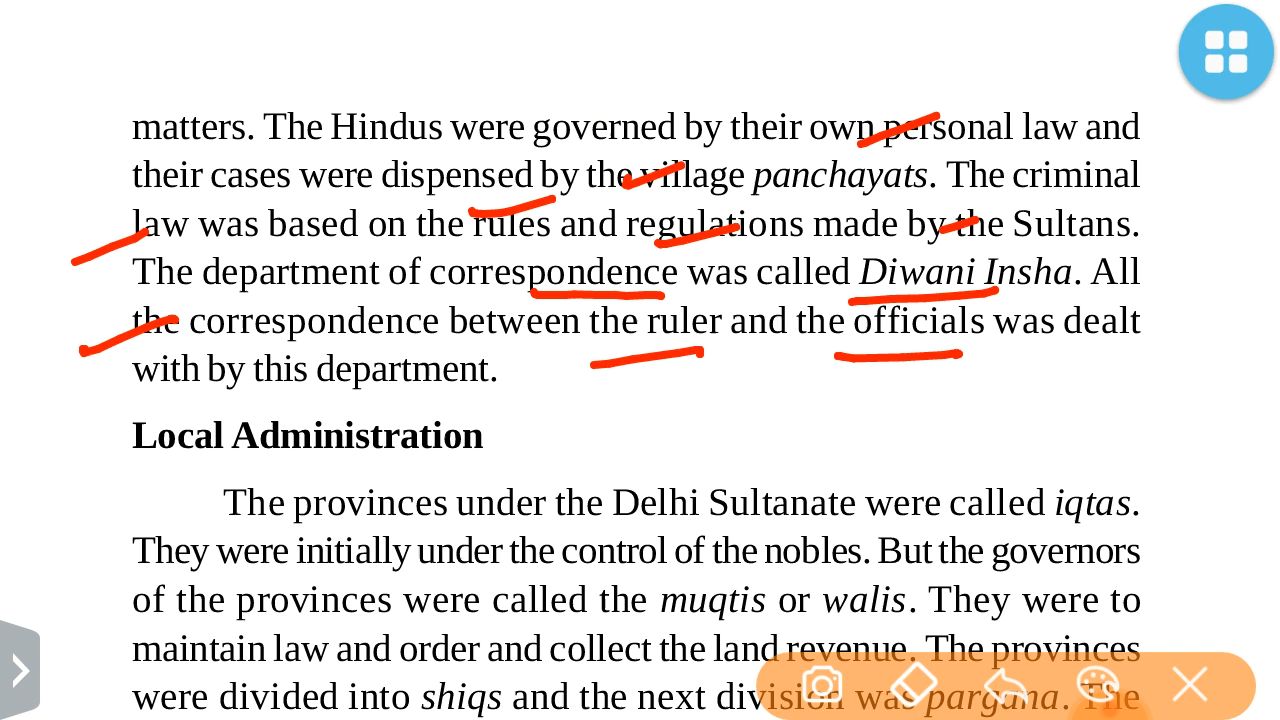 matters. The Hindus were governed by their own personal law and
their cases were dispensed by the village panchayats. The criminal
law was based on the rules and regulations made by the Sultans.
The department of correspondence was called Diwani Insha. All
the correspondence between the ruler and the officials was dealt
with by this department.
Local Administration
The provinces under the Delhi Sultanate were called iqtas.
They were initially under the control of the nobles. But the governors
of the provinces were called the muqtis or walis. They were to
maintain law and order and collect the land revenue. The provinces
were divided into shiqs and the next division was pargana. The